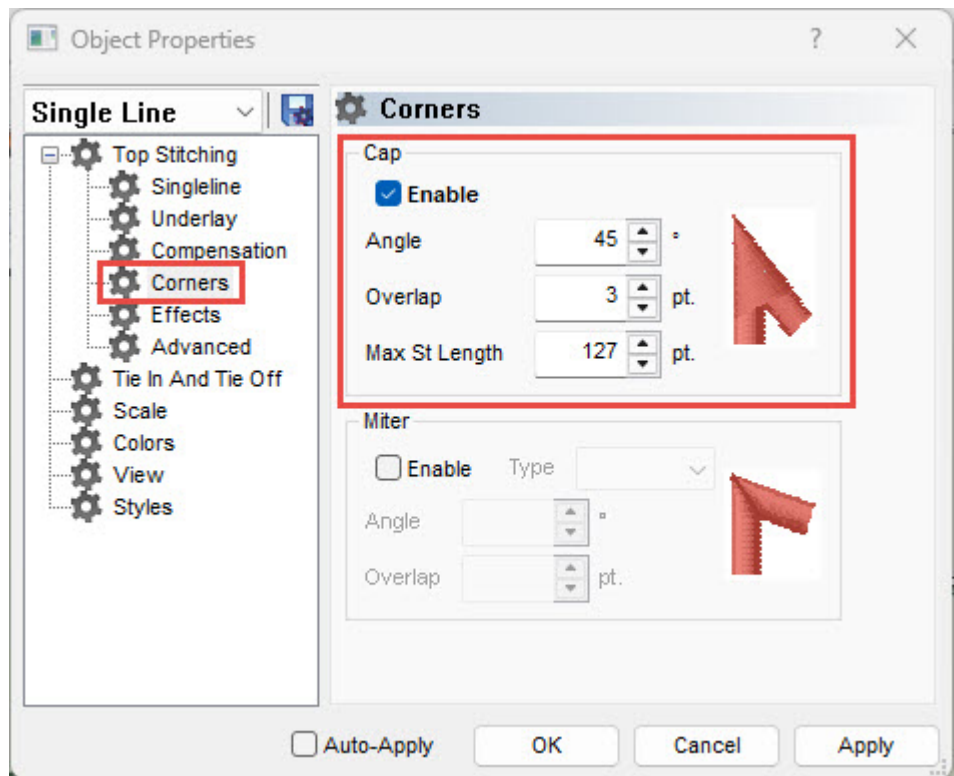 Object Properties
?
Single Line
Top Stitching
Singleline
Underlay
Compensation
Corners
Effects
Advanced
Tie In And Tie Off
Scale
Colors
View
Styles
Corners
Cap
Enable
Angle 45 °
Overlap 3 pt.
Max St Length 127 pt.
Miter
Enable Type
Angle °
Overlap pt.
Auto-Apply OK Cancel Apply